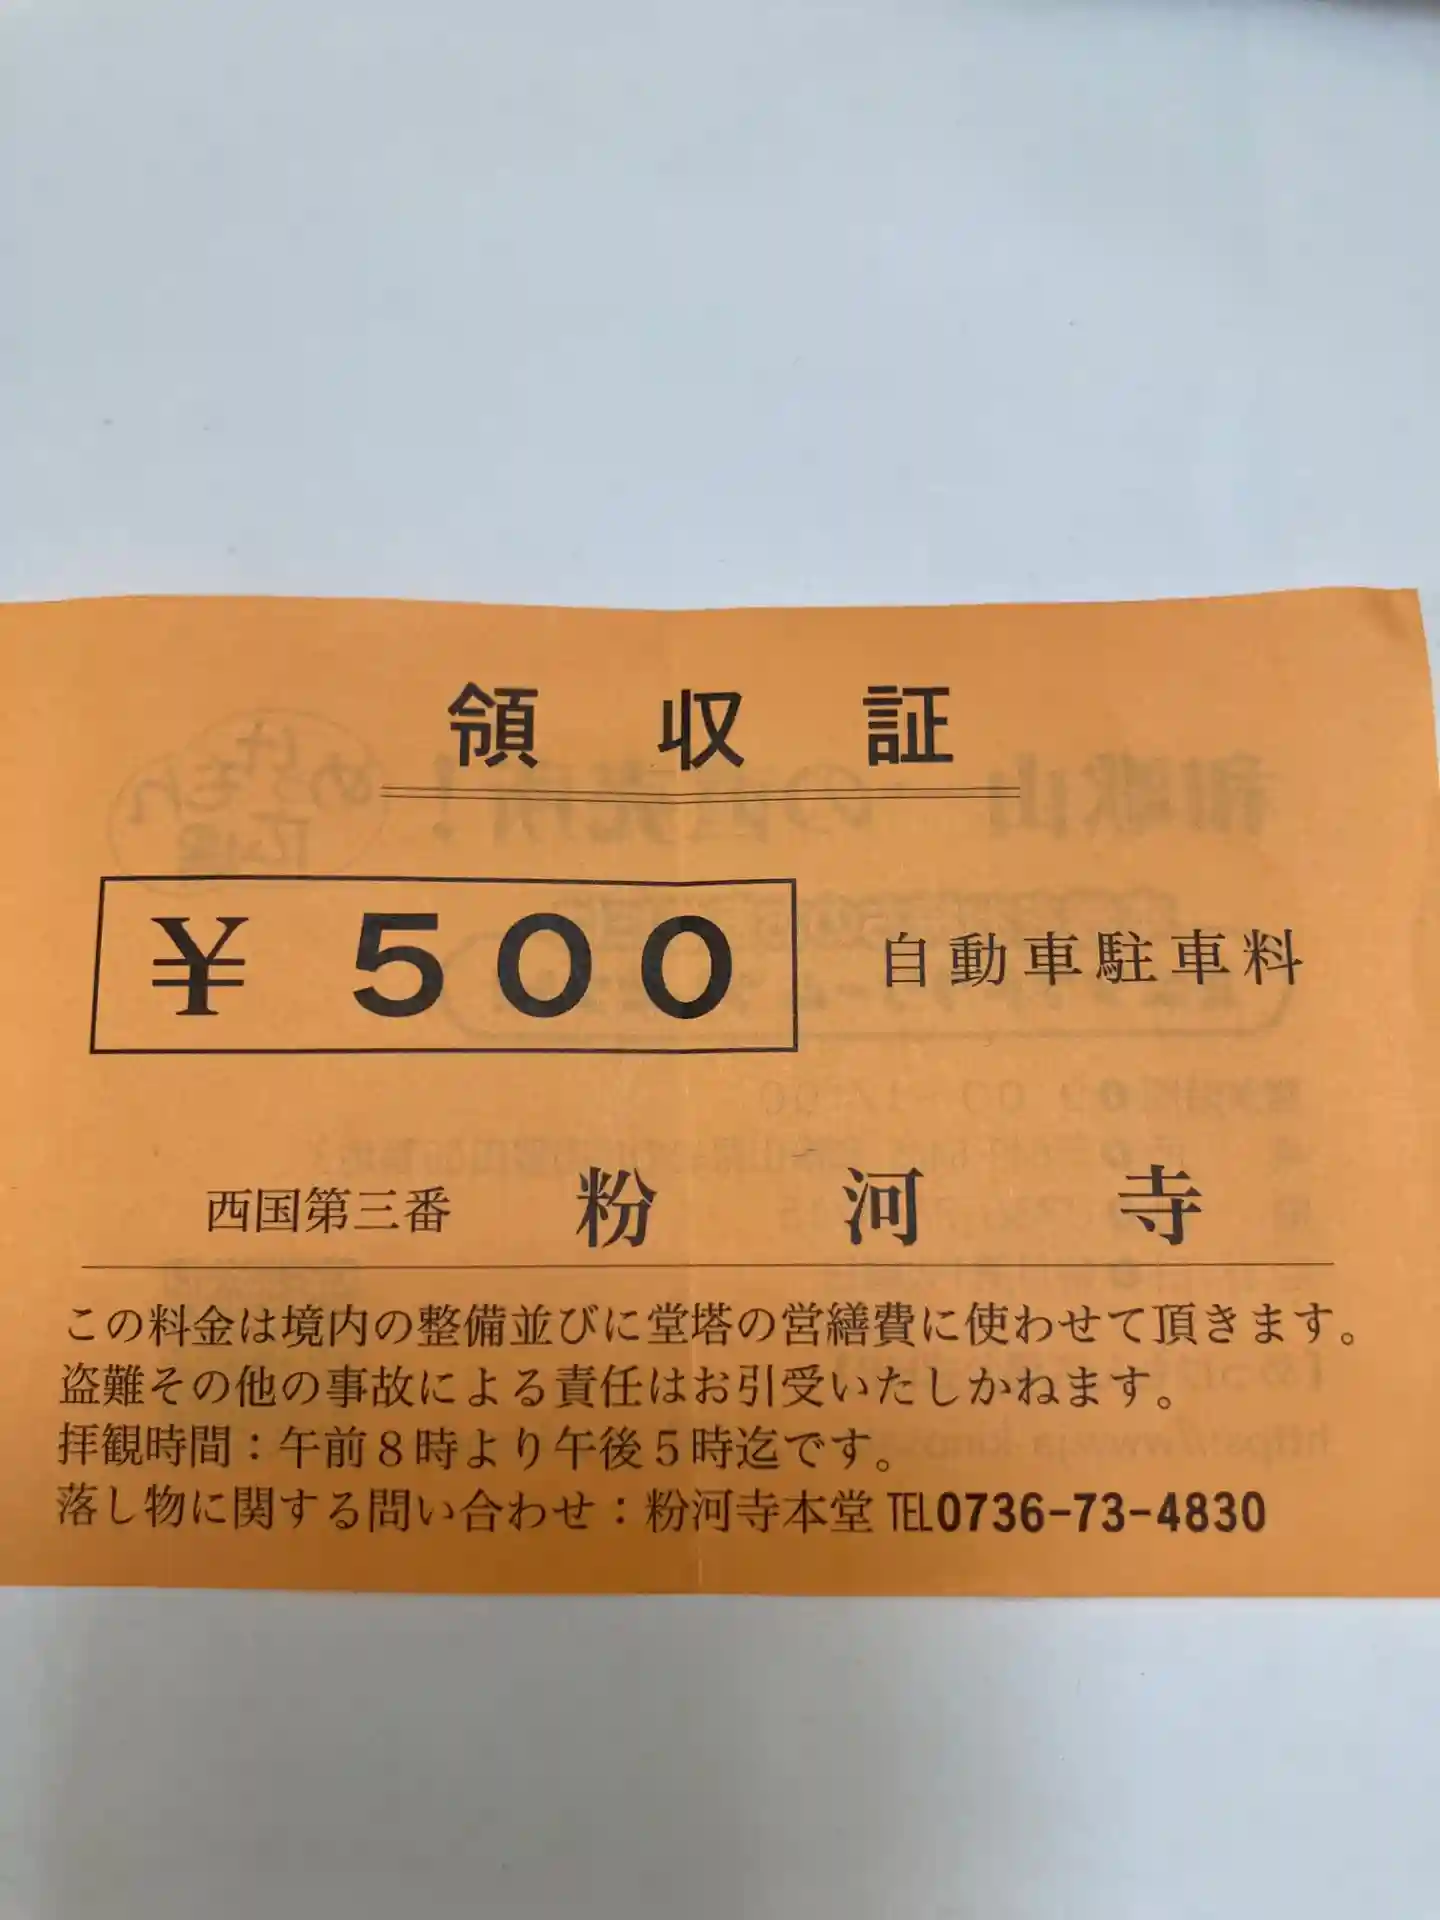 領収証
¥500 自動車駐車料
西国第三番 粉河寺
この料金は境内の整備並びに堂塔の営繕費に使わせて頂きます。
盗難その他の事故による責任はお引受いたしかねます。
拝観時間：午前８時より午後５時迄です。
落し物に関する問い合わせ：粉河寺本堂 ℡0736-73-4830